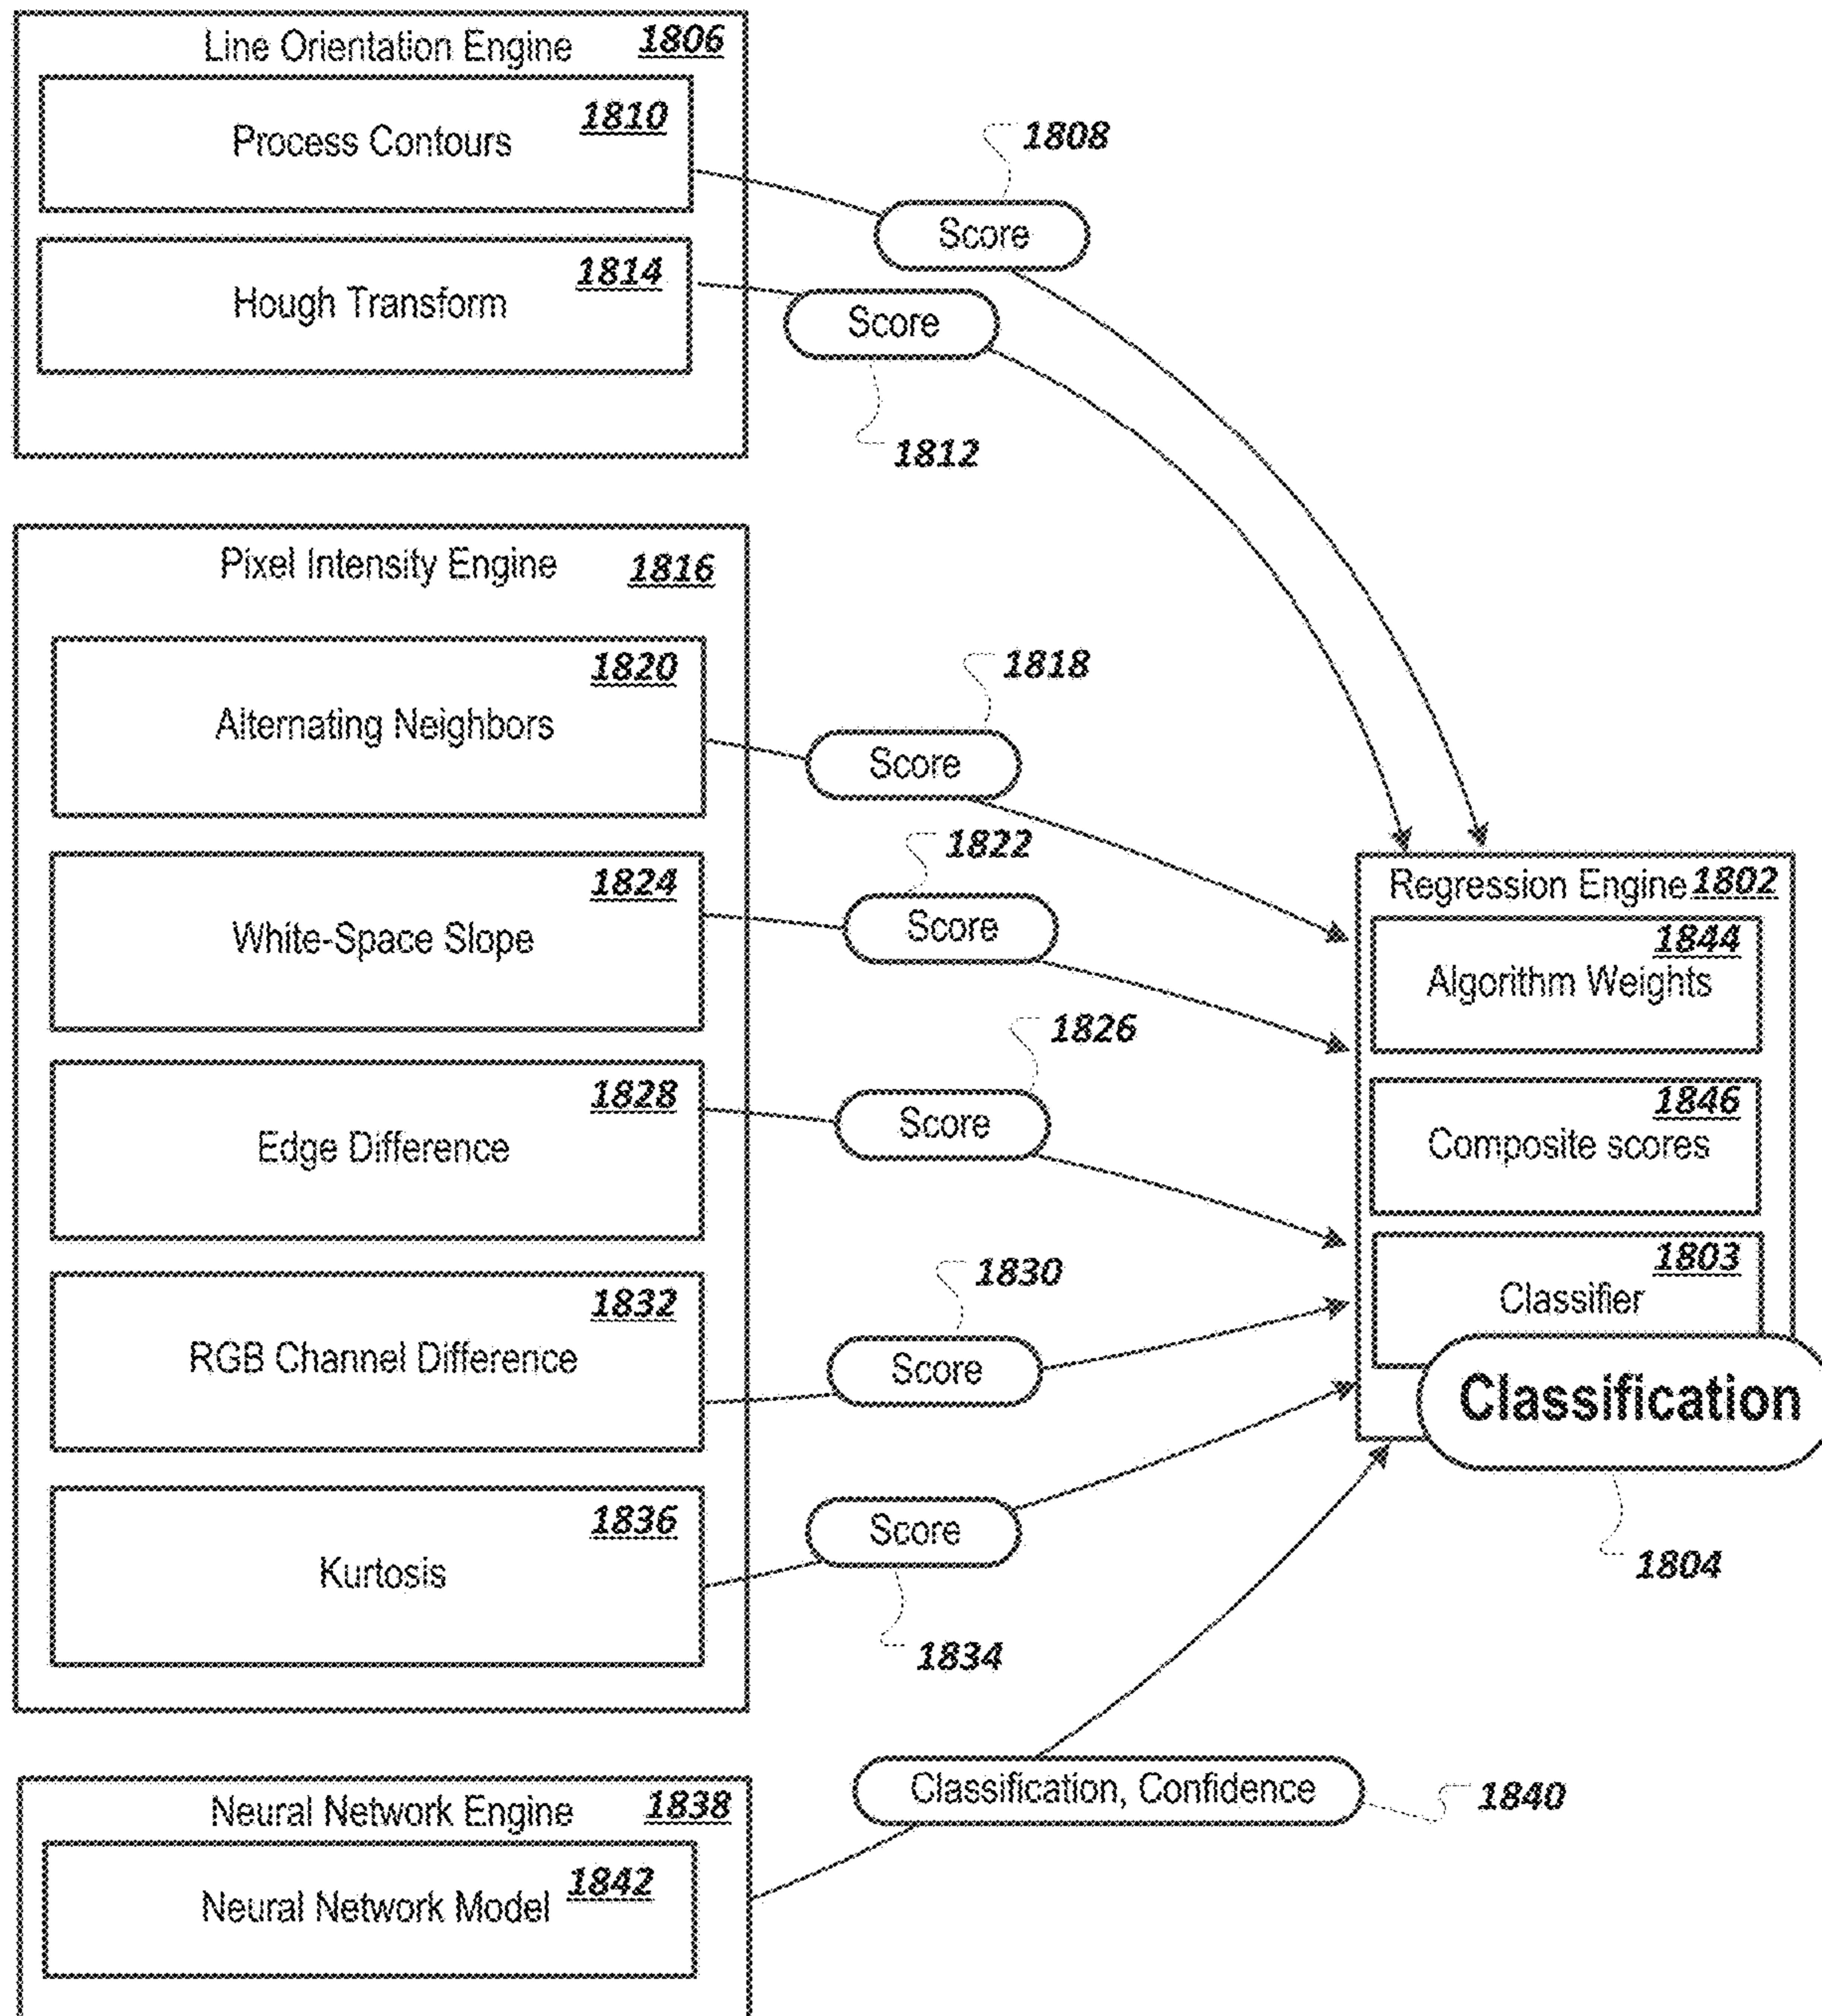 Line Orientation Engine 1806
1810
Process Contours
1808
Score
1814
Hough Transform
Score
1812
Pixel Intensity Engine 1816
1820
Alternating Neighbors
1818
Score
1822
1824
White-Space Slope
Score
Regression Engine 1802
1844
Algorithm Weights
1826
1828
Edge Difference
Score
1846
Composite scores
1830
1832
RGB Channel Difference
Score
1803
Classifier
Classification
1804
1836
Kurtosis
Score
1834
Neural Network Engine 1838
Classification, Confidence
1840
1842
Neural Network Model